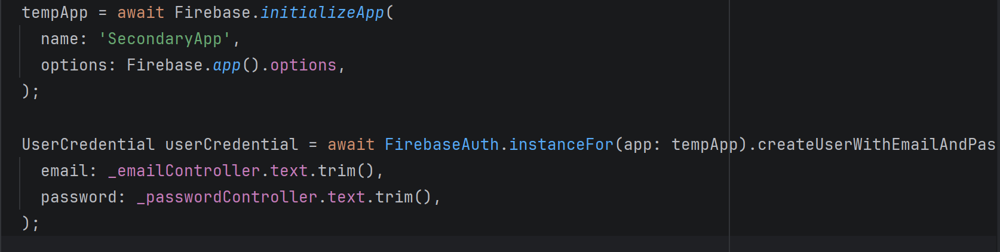 tempApp = await Firebase.initializeApp(
  name: 'SecondaryApp',
  options: Firebase.app().options,
);

UserCredential userCredential = await FirebaseAuth.instanceFor(app: tempApp).createUserWithEmailAndPas
  email: _emailController.text.trim(),
  password: _passwordController.text.trim(),
);